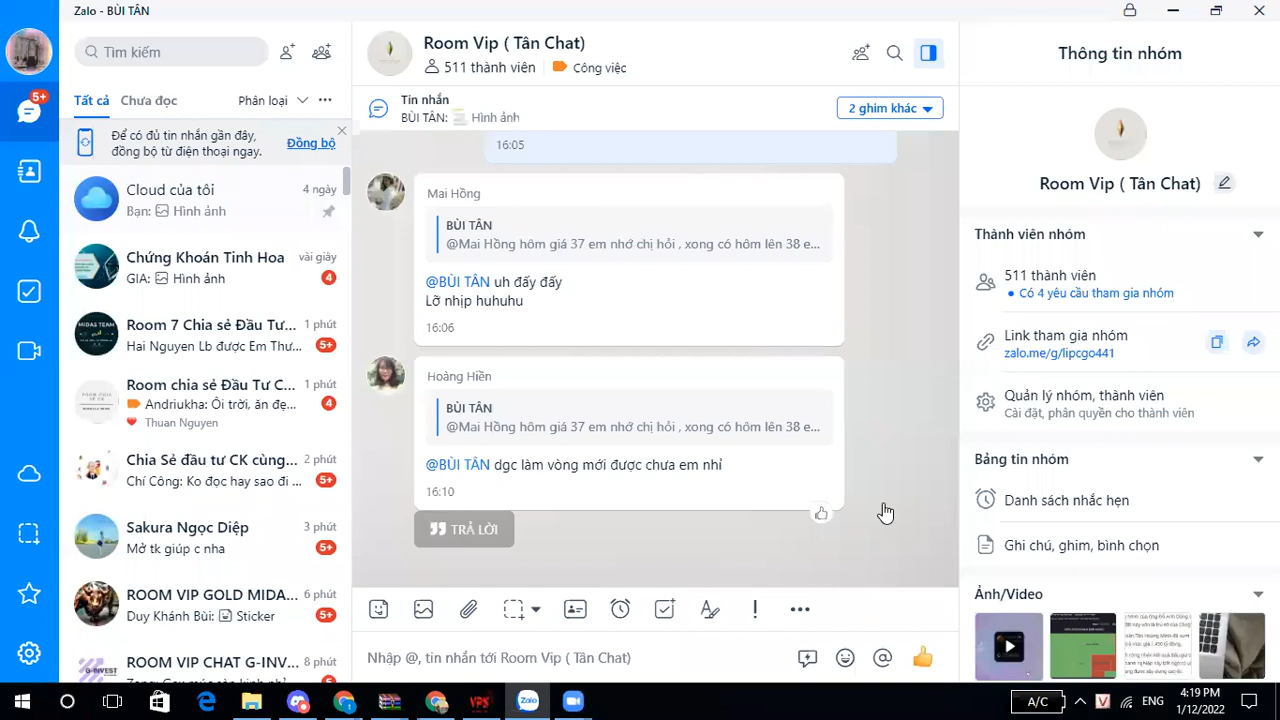 Zalo - BÙI TẤN
Tìm kiếm
5+
Tất cả
Chưa đọc
Phân loại
Để có đủ tin nhắn gần đây,
đồng bộ từ điện thoại ngay.
Đồng bộ
Cloud của tôi
4 ngày
Bạn: Hình ảnh
Chứng Khoán Tinh Hoa
vài giây
GIA: Hình ảnh
4
Room 7 Chia sẻ Đầu Tư...
1 phút
Hai Nguyen Lb được Em Thư...
5+
Room chia sẻ Đầu Tư C...
1 phút
Andriukha: Ôi trời, ăn đẹ...
4
Thuan Nguyen
Chia Sẻ đầu tư CK cùng...
2 phút
Chí Công: Ko đọc hay sao đi ...
5+
Sakura Ngọc Diệp
3 phút
Mở tk giúp c nha
5+
ROOM VIP GOLD MIDA...
6 phút
Duy Khánh Bùi: Sticker
5+
ROOM VIP CHAT G-INV...
8 phút
Room Vip ( Tân Chat)
511 thành viên
Công việc
Tin nhắn
BÙI TẤN: Hình ảnh
2 ghim khác
16:05
Mai Hồng
BÙI TẤN
@Mai Hồng hôm giá 37 em nhớ chị hỏi , xong có hôm lên 38 e...
@BÙI TẤN uh đấy đấy
Lỡ nhịp huhuhu
16:06
Hoàng Hiền
BÙI TẤN
@Mai Hồng hôm giá 37 em nhớ chị hỏi , xong có hôm lên 38 e...
@BÙI TẤN dgc làm vòng mới được chưa em nhỉ
16:10
TRẢ LỜI
Nhập @, Room Vip ( Tân Chat)
Thông tin nhóm
Room Vip ( Tân Chat)
Thành viên nhóm
511 thành viên
Có 4 yêu cầu tham gia nhóm
Link tham gia nhóm
zalo.me/g/lipcgo441
Quản lý nhóm, thành viên
Cài đặt, phân quyền cho thành viên
Bảng tin nhóm
Danh sách nhắc hẹn
Ghi chú, ghim, bình chọn
Ảnh/Video
A/C
ENG
4:19 PM
1/12/2022